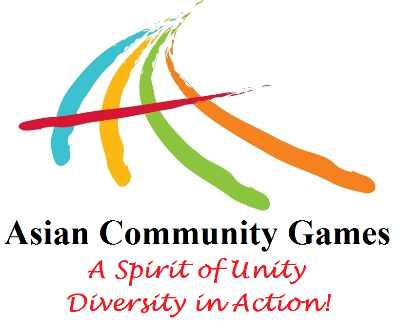 Asian Community Games
A Spirit of Unity
Diversity in Action!